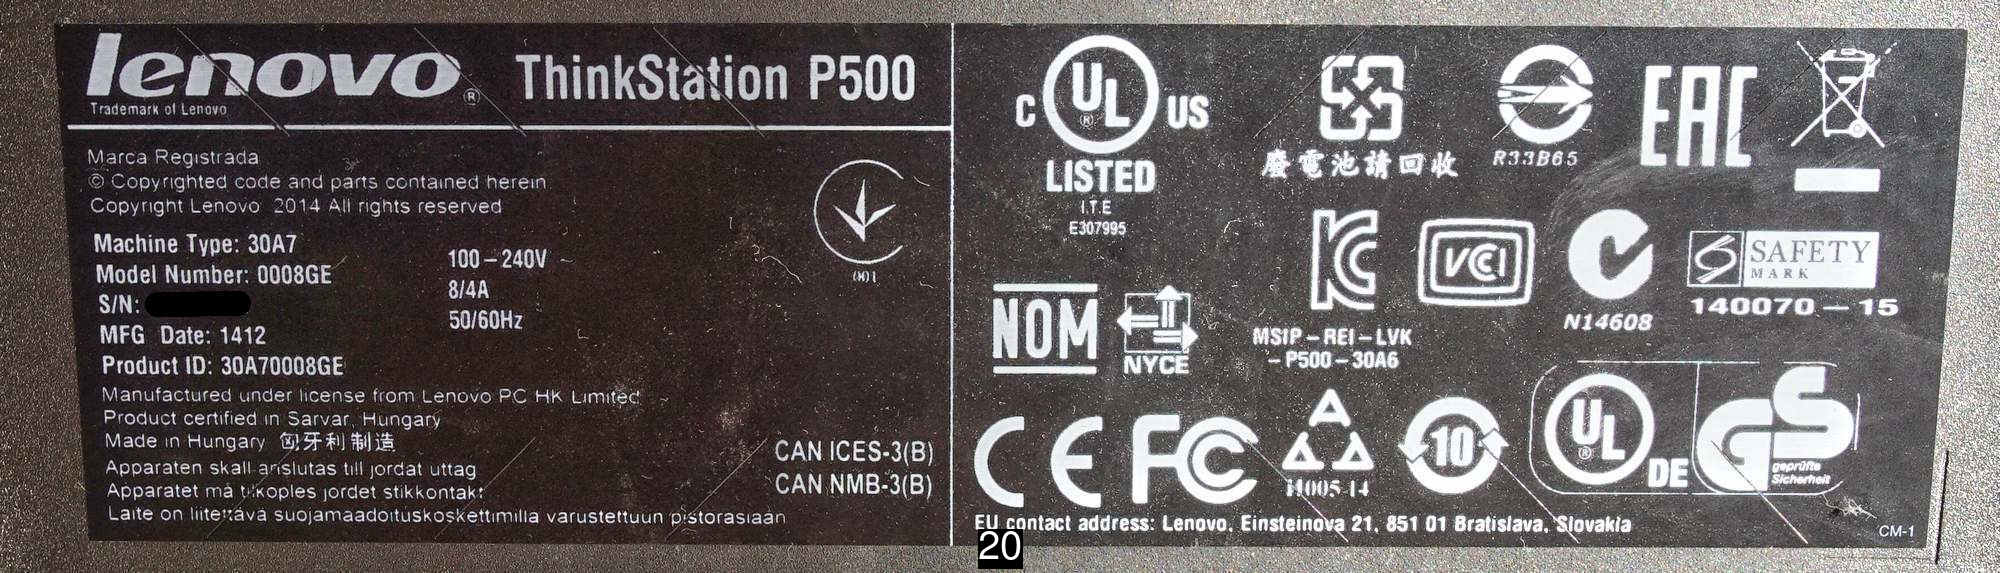 lenovo ® ThinkStation P500
Trademark of Lenovo
Marca Registrada
© Copyrighted code and parts contained herein
Copyright Lenovo 2014 All rights reserved
Machine Type: 30A7
Model Number: 0008GE
S/N:
MFG Date: 1412
Product ID: 30A70008GE
100-240V ~
8/4A
50/60Hz
Manufactured under license from Lenovo PC HK Limited
Product certified in Sarvar, Hungary
Made in Hungary 匈牙利制造
Apparaten skall anslutas till jordat uttag
Apparatet må tilkoples jordet stikkontakt
Laite on liitettävä suojamaadoituskoskettimilla varustettuun pistorasiaan
CAN ICES-3(B)
CAN NMB-3(B)
C UL ® US
LISTED
I.T.E
E307995
廢電池請回收
R33B65
EAC
NOM
NYCE
KC
MSIP-REI-LVK
-P500-30A6
VCCI
N14608
SAFETY
MARK
140070-15
CE FC
11005-14
10
UL ® DE
GS
geprüfte
Sicherheit
EU contact address: Lenovo, Einsteinova 21, 851 01 Bratislava, Slovakia
CM-1
20